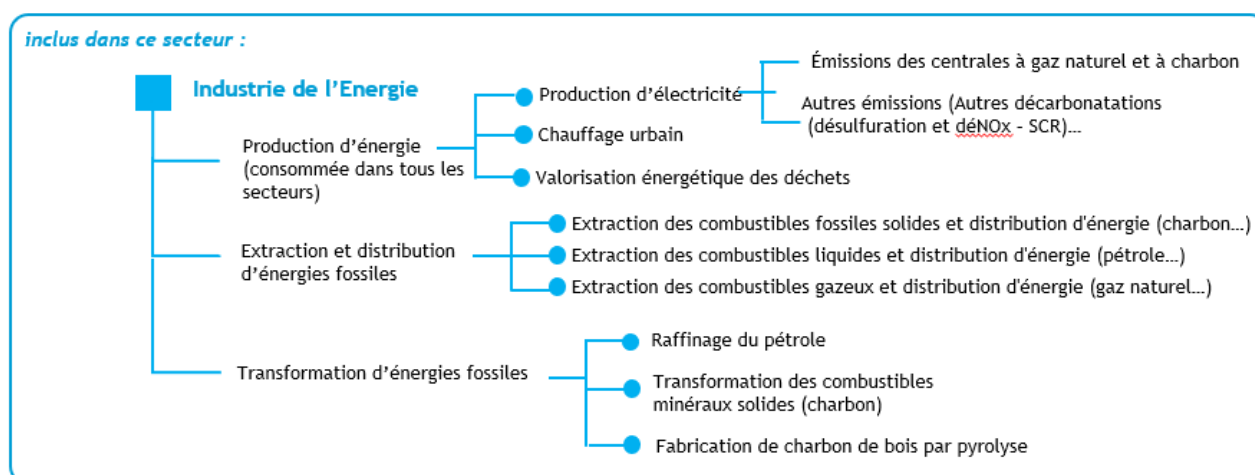 inclus dans ce secteur :
Industrie de l’Energie
Production d’énergie
(consommée dans tous les
secteurs)
Production d’électricité
Émissions des centrales à gaz naturel et à charbon
Autres émissions (Autres décarbonatations
(désulfuration et déNOx - SCR)…
Chauffage urbain
Valorisation énergétique des déchets
Extraction et distribution
d’énergies fossiles
Extraction des combustibles fossiles solides et distribution d'énergie (charbon…)
Extraction des combustibles liquides et distribution d'énergie (pétrole…)
Extraction des combustibles gazeux et distribution d'énergie (gaz naturel…)
Transformation d’énergies fossiles
Raffinage du pétrole
Transformation des combustibles
minéraux solides (charbon)
Fabrication de charbon de bois par pyrolyse